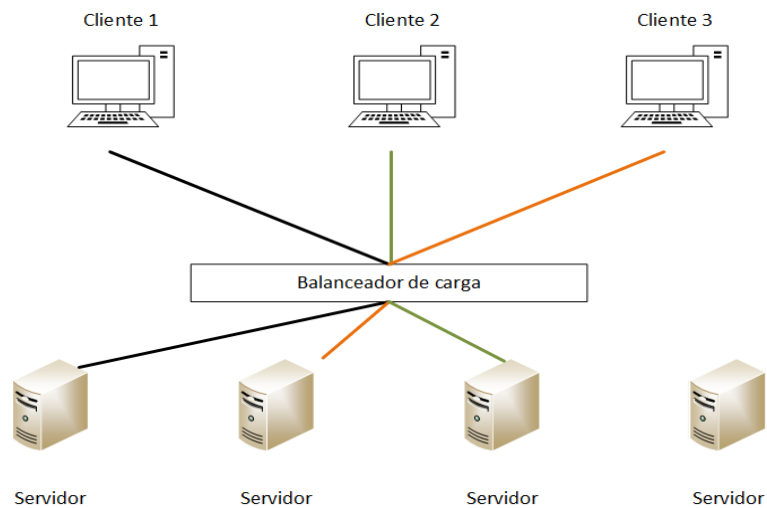 Cliente 1
Cliente 2
Cliente 3
Balanceador de carga
Servidor
Servidor
Servidor
Servidor